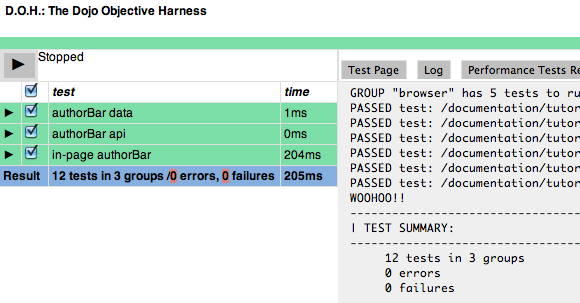 D.O.H.: The Dojo Objective Harness
Stopped
test time
authorBar data 1ms
authorBar api 0ms
in-page authorBar 204ms
Result 12 tests in 3 groups /0 errors, 0 failures 205ms
Test Page Log Performance Tests Re
GROUP "browser" has 5 tests to ru
PASSED test: /documentation/tutor
PASSED test: /documentation/tutor
PASSED test: /documentation/tutor
PASSED test: /documentation/tutor
PASSED test: /documentation/tutor
WOOHOO!!
------------------------------
| TEST SUMMARY:
------------------------------
12 tests in 3 groups
0 errors
0 failures